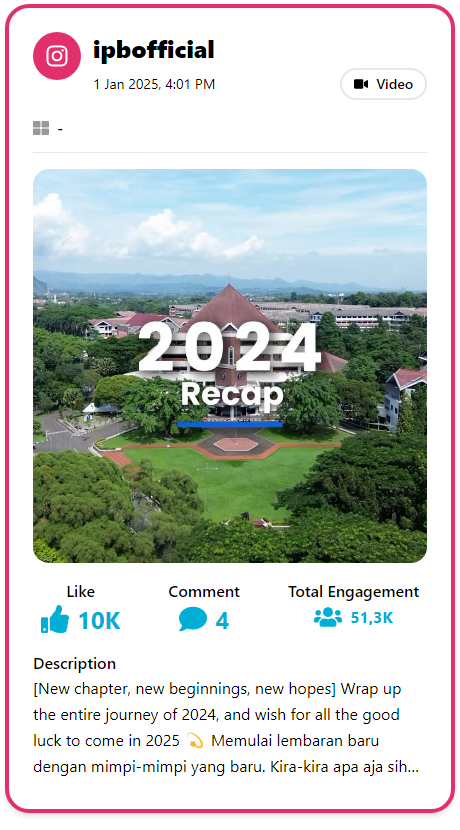 ipbofficial
1 Jan 2025, 4:01 PM
Video
-
2024
Recap
Like
Comment
Total Engagement
10K
4
51,3K
Description
[New chapter, new beginnings, new hopes] Wrap up
the entire journey of 2024, and wish for all the good
luck to come in 2025 💫 Memulai lembaran baru
dengan mimpi-mimpi yang baru. Kira-kira apa aja sih...